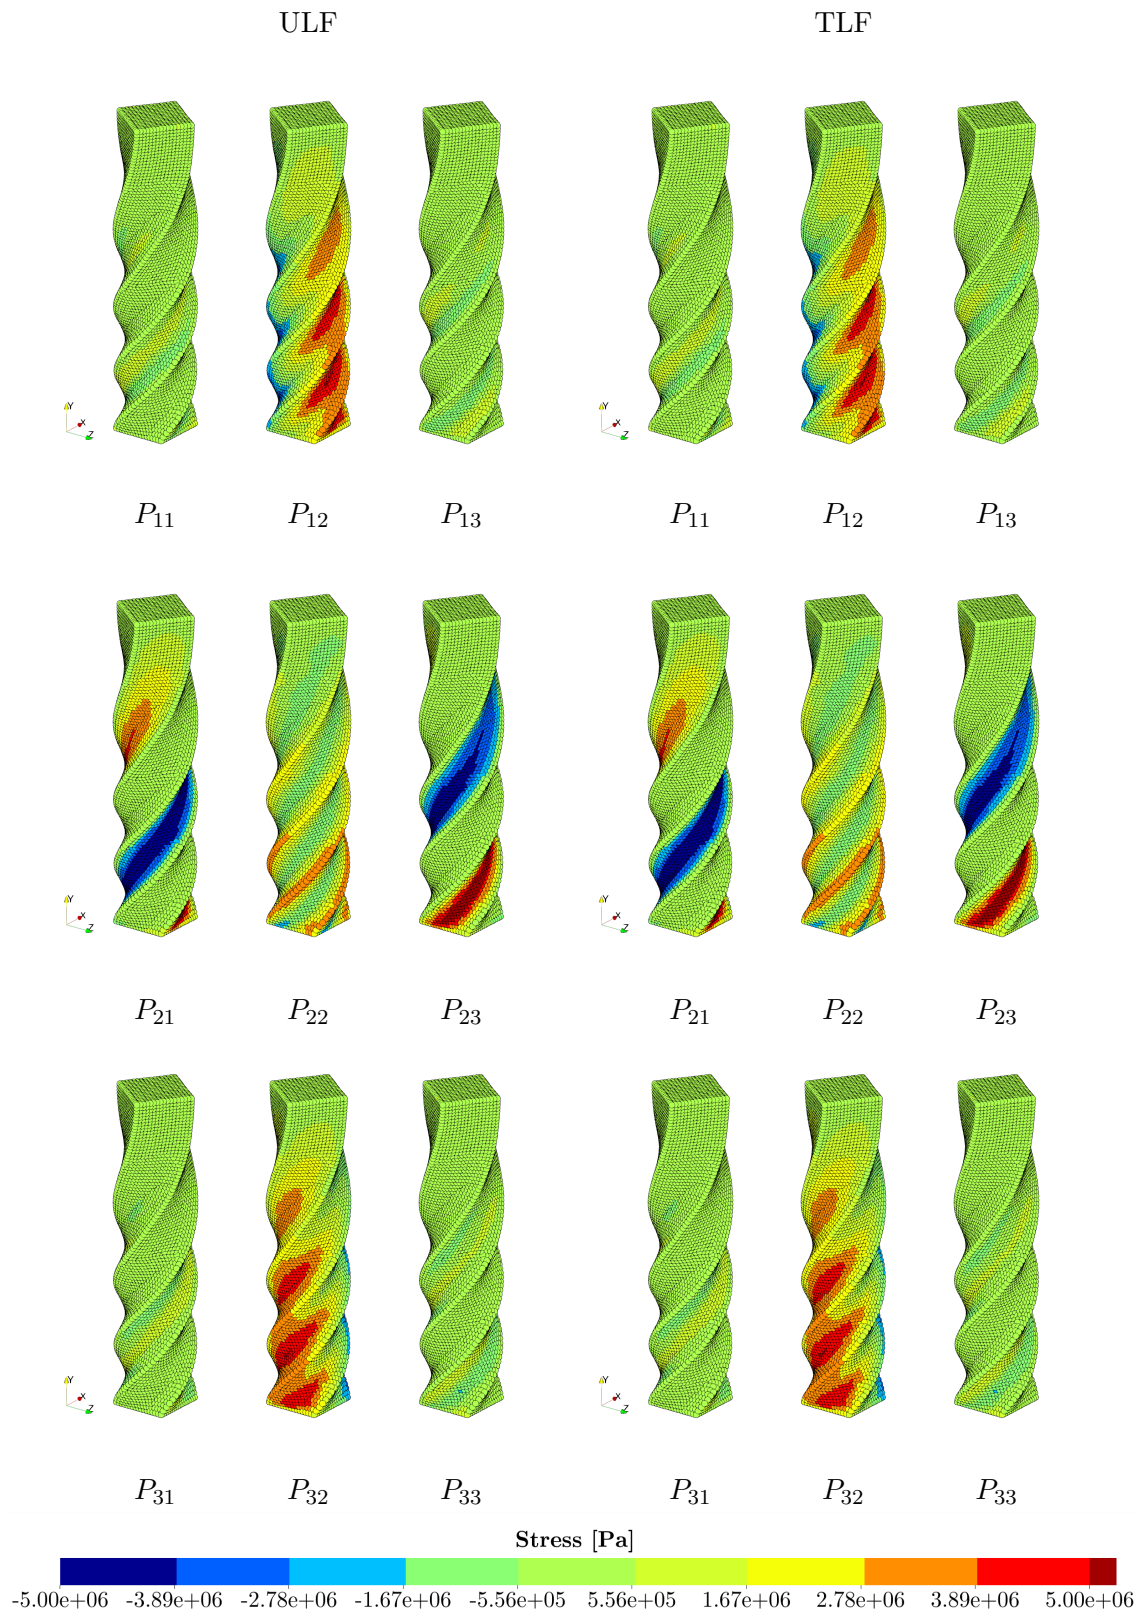 ULF TLF
Y X Z Y X Z
P11 P12 P13 P11 P12 P13
Y X Z Y X Z
P21 P22 P23 P21 P22 P23
Y X Z Y X Z
P31 P32 P33 P31 P32 P33
Stress [Pa]
-5.00e+06 -3.89e+06 -2.78e+06 -1.67e+06 -5.56e+05 5.56e+05 1.67e+06 2.78e+06 3.89e+06 5.00e+06